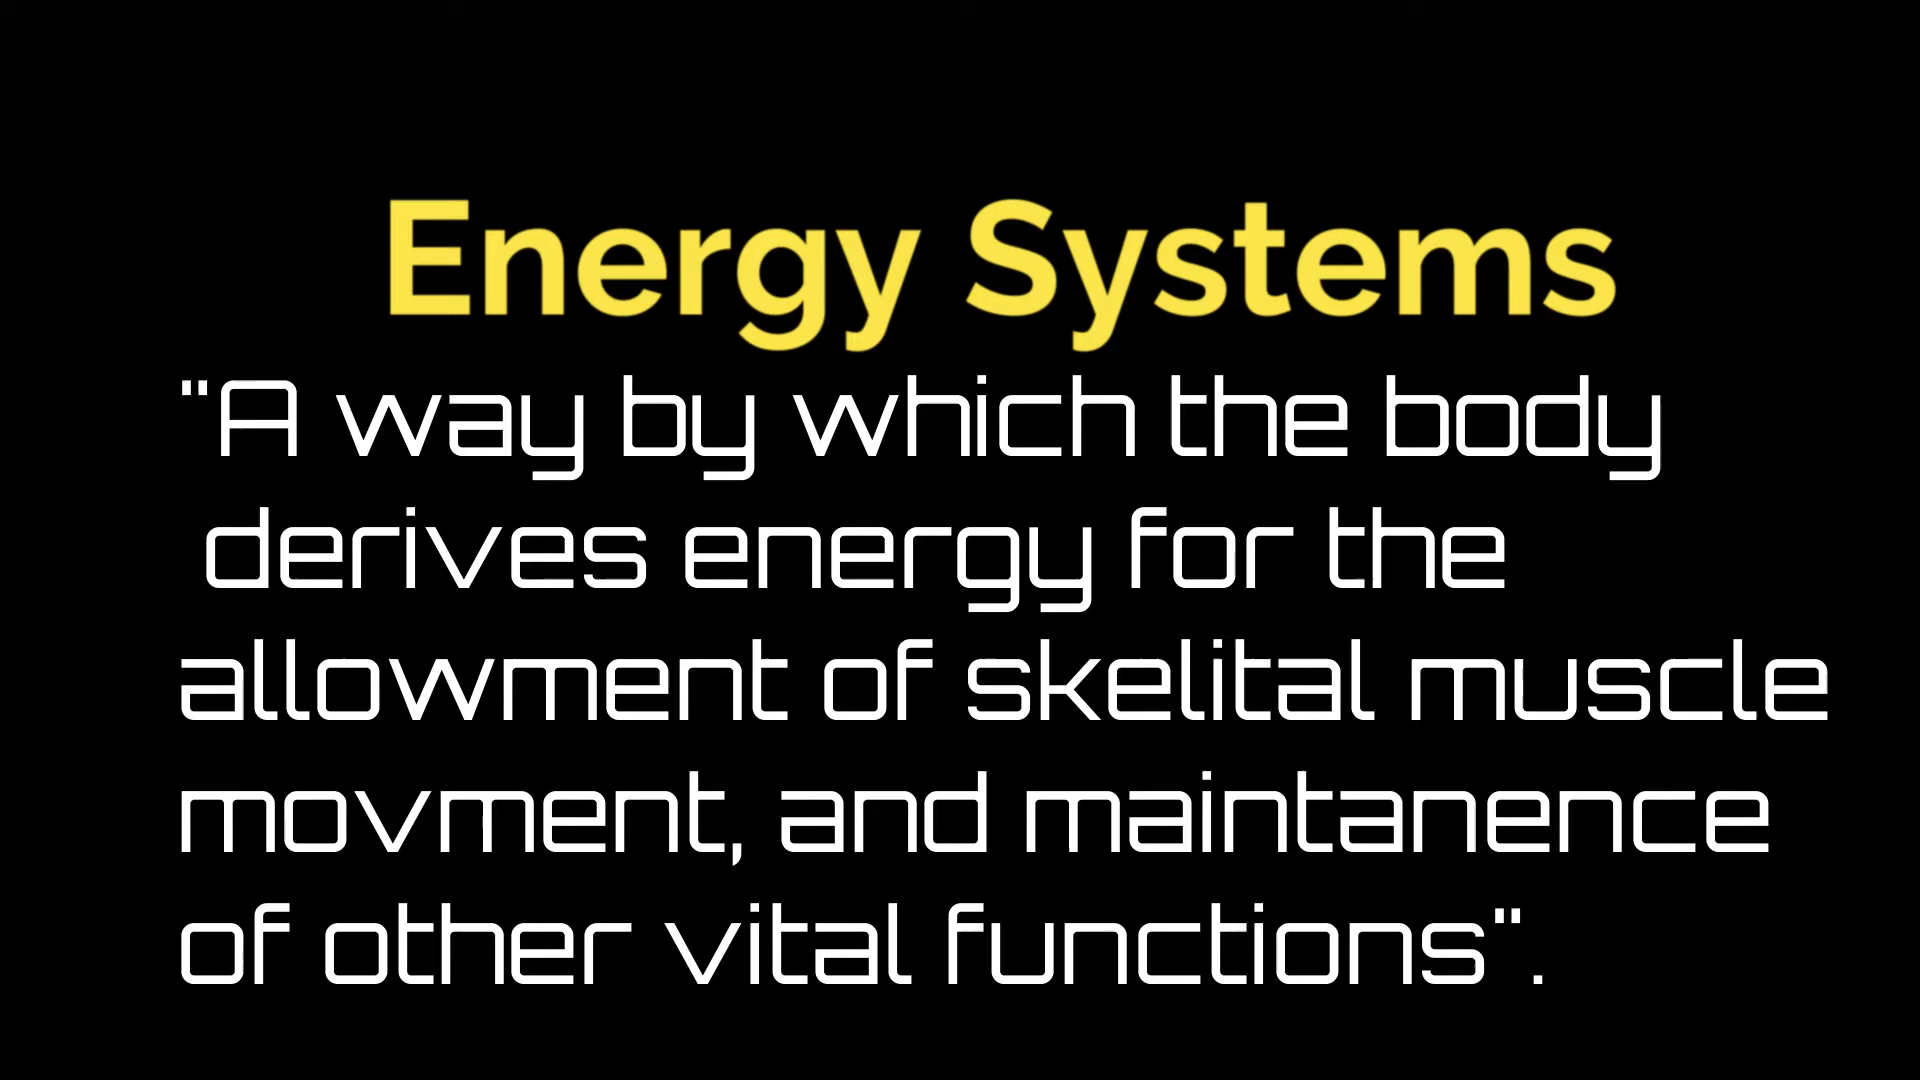 Energy Systems
"A way by which the body
derives energy for the
allowment of skelital muscle
movment, and maintanence
of other vital functions".